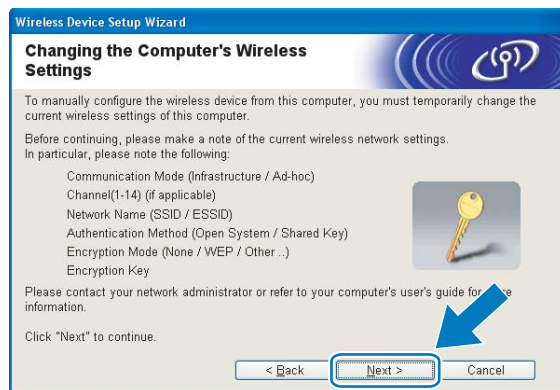 Wireless Device Setup Wizard
Changing the Computer's Wireless
Settings
To manually configure the wireless device from this computer, you must temporarily change the
current wireless settings of this computer.
Before continuing, please make a note of the current wireless network settings.
In particular, please note the following:
Communication Mode (Infrastructure / Ad-hoc)
Channel(1-14) (if applicable)
Network Name (SSID / ESSID)
Authentication Method (Open System / Shared Key)
Encryption Mode (None / WEP / Other ..)
Encryption Key
Please contact your network administrator or refer to your computer's user's guide for
information.
Click "Next" to continue.
< Back Next > Cancel